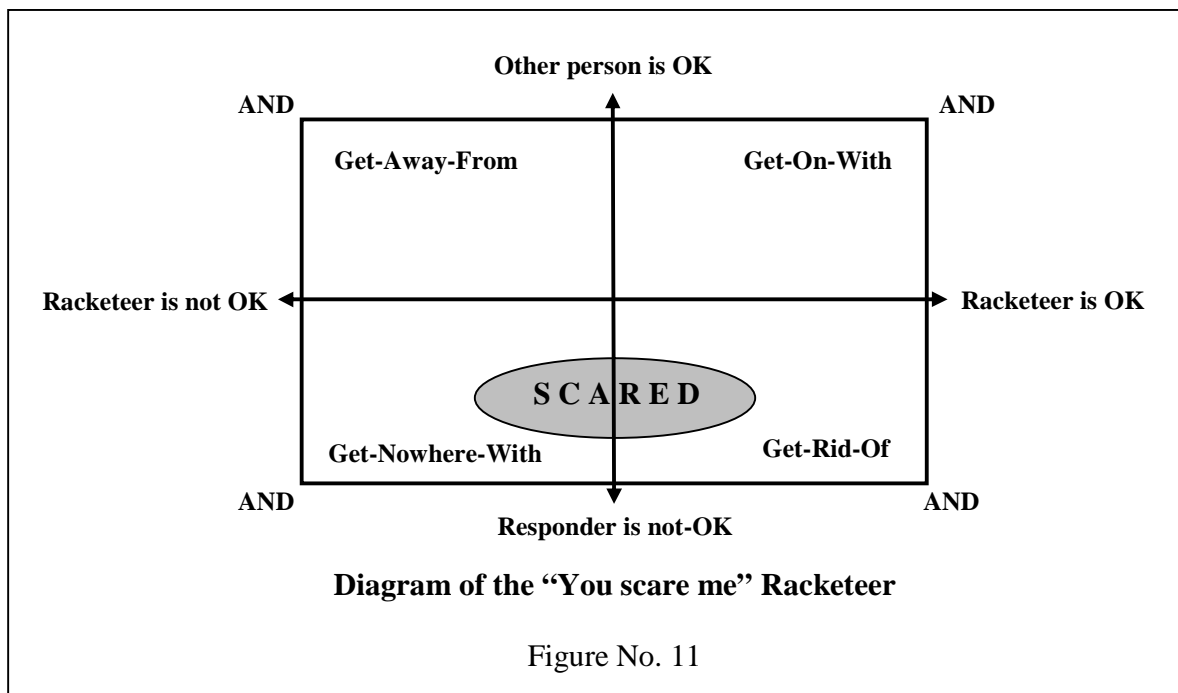 Other person is OK
AND AND
Get-Away-From Get-On-With
Racketeer is not OK Racketeer is OK
S C A R E D
Get-Nowhere-With Get-Rid-Of
AND AND
Responder is not-OK
Diagram of the “You scare me” Racketeer
Figure No. 11